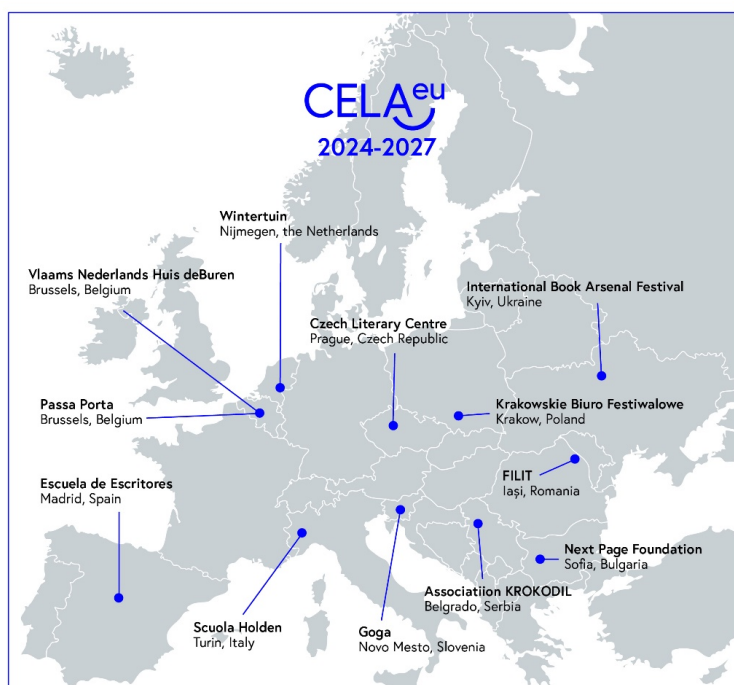 CELAeu
2024-2027
Wintertuin
Nijmegen, the Netherlands
Vlaams Nederlands Huis deBuren
Brussels, Belgium
International Book Arsenal Festival
Kyiv, Ukraine
Czech Literary Centre
Prague, Czech Republic
Passa Porta
Brussels, Belgium
Krakowskie Biuro Festiwalowe
Krakow, Poland
Escuela de Escritores
Madrid, Spain
FILIT
Iași, Romania
Next Page Foundation
Sofia, Bulgaria
Associatiion KROKODIL
Belgrado, Serbia
Scuola Holden
Turin, Italy
Goga
Novo Mesto, Slovenia